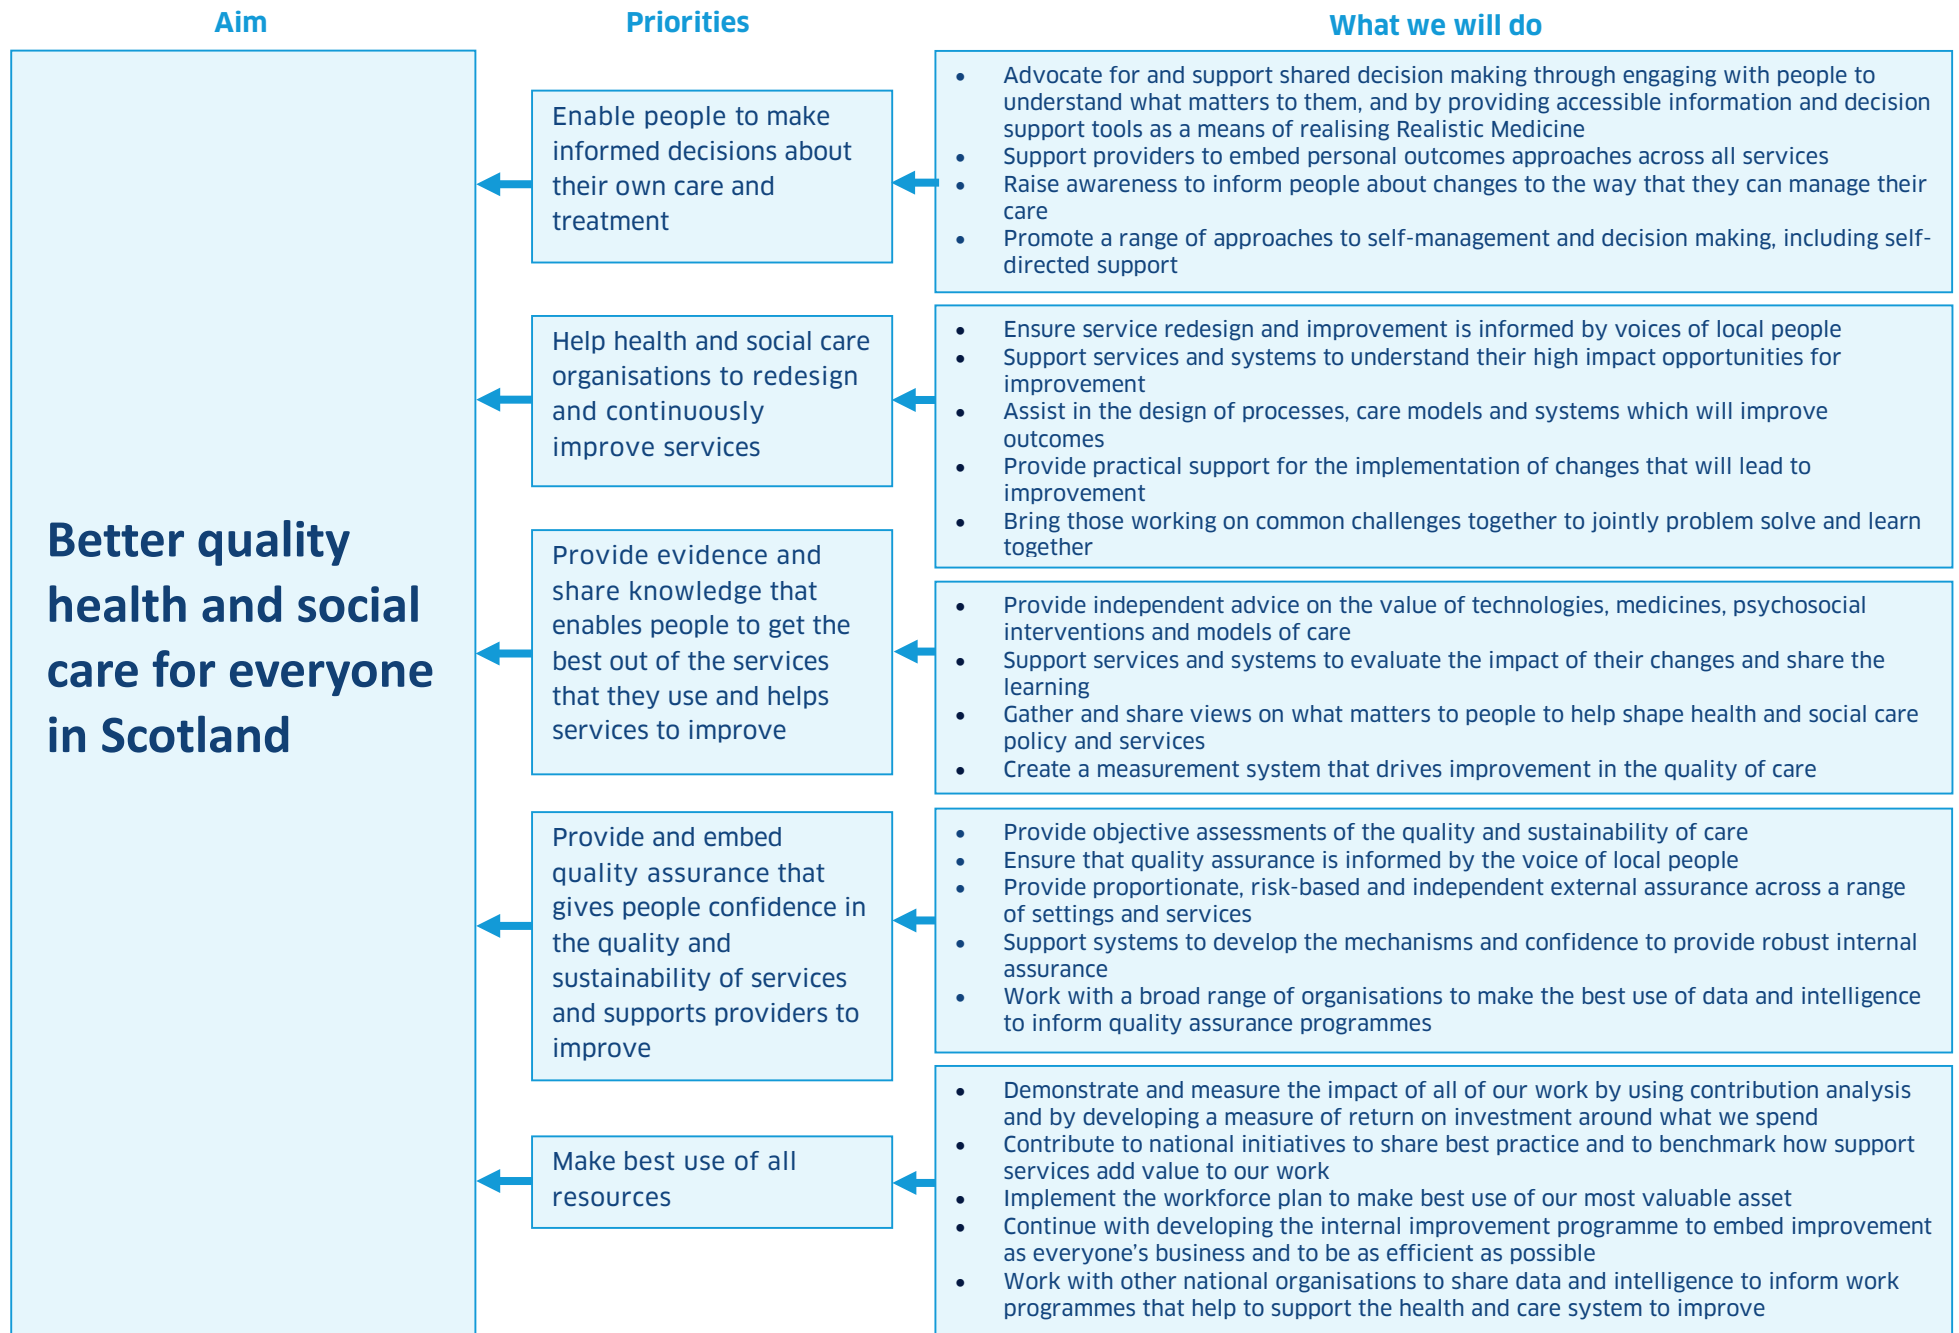 Aim
Priorities
What we will do
Better quality
health and social
care for everyone
in Scotland
Enable people to make
informed decisions about
their own care and
treatment
• Advocate for and support shared decision making through engaging with people to
understand what matters to them, and by providing accessible information and decision
support tools as a means of realising Realistic Medicine
• Support providers to embed personal outcomes approaches across all services
• Raise awareness to inform people about changes to the way that they can manage their
care
• Promote a range of approaches to self-management and decision making, including self-
directed support
Help health and social care
organisations to redesign
and continuously
improve services
• Ensure service redesign and improvement is informed by voices of local people
• Support services and systems to understand their high impact opportunities for
improvement
• Assist in the design of processes, care models and systems which will improve
outcomes
• Provide practical support for the implementation of changes that will lead to
improvement
• Bring those working on common challenges together to jointly problem solve and learn
together
Provide evidence and
share knowledge that
enables people to get the
best out of the services
that they use and helps
services to improve
• Provide independent advice on the value of technologies, medicines, psychosocial
interventions and models of care
• Support services and systems to evaluate the impact of their changes and share the
learning
• Gather and share views on what matters to people to help shape health and social care
policy and services
• Create a measurement system that drives improvement in the quality of care
Provide and embed
quality assurance that
gives people confidence in
the quality and
sustainability of services
and supports providers to
improve
• Provide objective assessments of the quality and sustainability of care
• Ensure that quality assurance is informed by the voice of local people
• Provide proportionate, risk-based and independent external assurance across a range
of settings and services
• Support systems to develop the mechanisms and confidence to provide robust internal
assurance
• Work with a broad range of organisations to make the best use of data and intelligence
to inform quality assurance programmes
Make best use of all
resources
• Demonstrate and measure the impact of all of our work by using contribution analysis
and by developing a measure of return on investment around what we spend
• Contribute to national initiatives to share best practice and to benchmark how support
services add value to our work
• Implement the workforce plan to make best use of our most valuable asset
• Continue with developing the internal improvement programme to embed improvement
as everyone's business and to be as efficient as possible
• Work with other national organisations to share data and intelligence to inform work
programmes that help to support the health and care system to improve